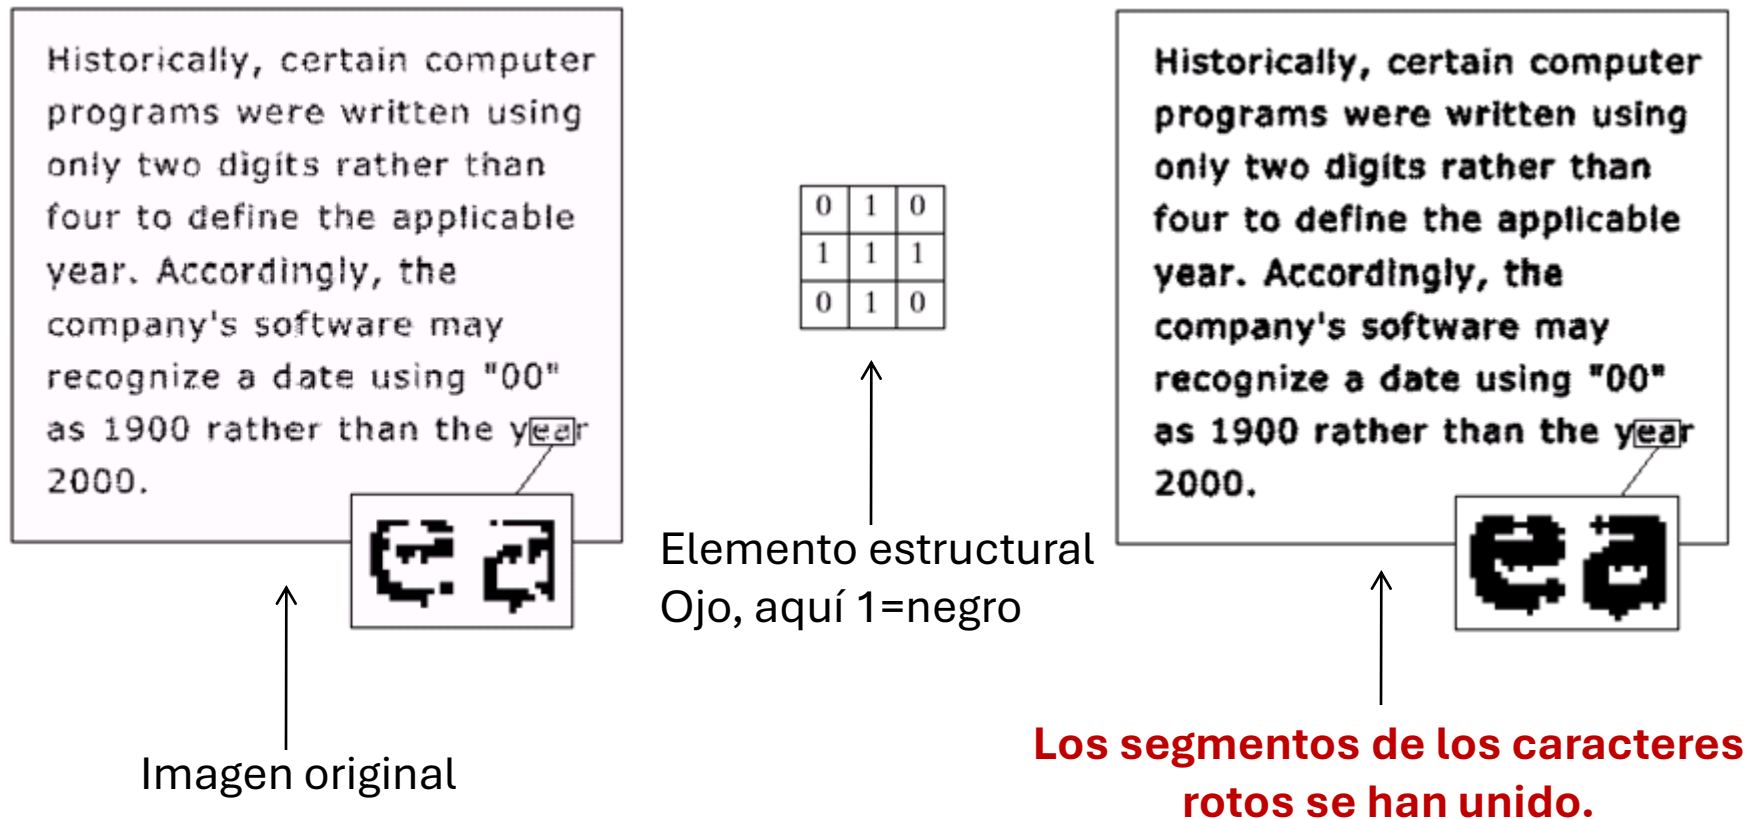 Historically, certain computer
programs were written using
only two digits rather than
four to define the applicable
year. Accordingly, the
company's software may
recognize a date using "00"
as 1900 rather than the year
2000.
ea
Imagen original
0 1 0
1 1 1
0 1 0
Elemento estructural
Ojo, aquí 1=negro
Historically, certain computer
programs were written using
only two digits rather than
four to define the applicable
year. Accordingly, the
company's software may
recognize a date using "00"
as 1900 rather than the year
2000.
ea
Los segmentos de los caracteres
rotos se han unido.